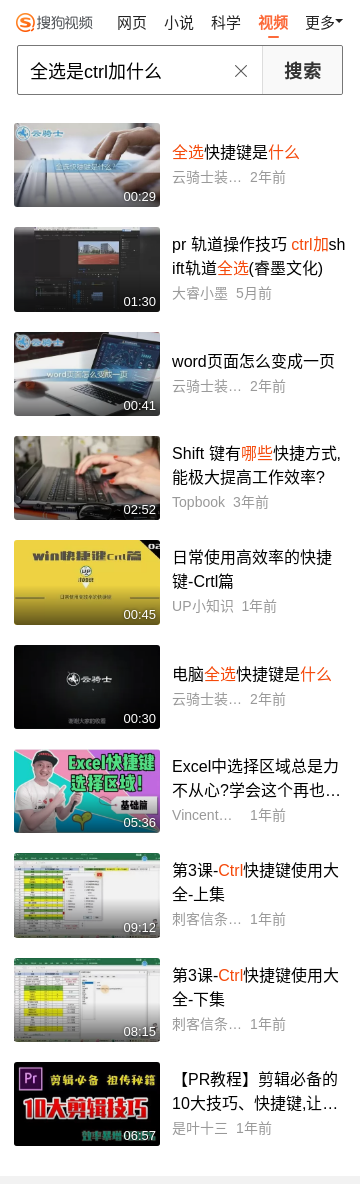 搜狗视频 网页 小说 科学 视频 更多
全选是ctrl加什么 搜索
云骑士
全选快捷键是什么
00:29
全选快捷键是什么
云骑士装… 2年前
01:30
pr 轨道操作技巧 ctrl加sh
ift轨道全选(睿墨文化)
大睿小墨 5月前
云骑士
word页面怎么变成一页
00:41
word页面怎么变成一页
云骑士装… 2年前
02:52
Shift 键有哪些快捷方式,
能极大提高工作效率?
Topbook 3年前
02
win快捷键Crtl篇
UP
00:45
日常使用高效率的快捷
键-Crtl篇
UP小知识 1年前
云骑士
谢谢大家的收看
00:30
电脑全选快捷键是什么
云骑士装… 2年前
Excel快捷键
选择区域!
基础篇
05:36
Excel中选择区域总是力
不从心?学会这个再也…
Vincent… 1年前
09:12
第3课-Ctrl快捷键使用大
全-上集
刺客信条… 1年前
08:15
第3课-Ctrl快捷键使用大
全-下集
刺客信条… 1年前
Pr 剪辑必备 祖传秘籍
10大剪辑技巧
效率暴增
06:57
【PR教程】剪辑必备的
10大技巧、快捷键,让…
是叶十三 1年前